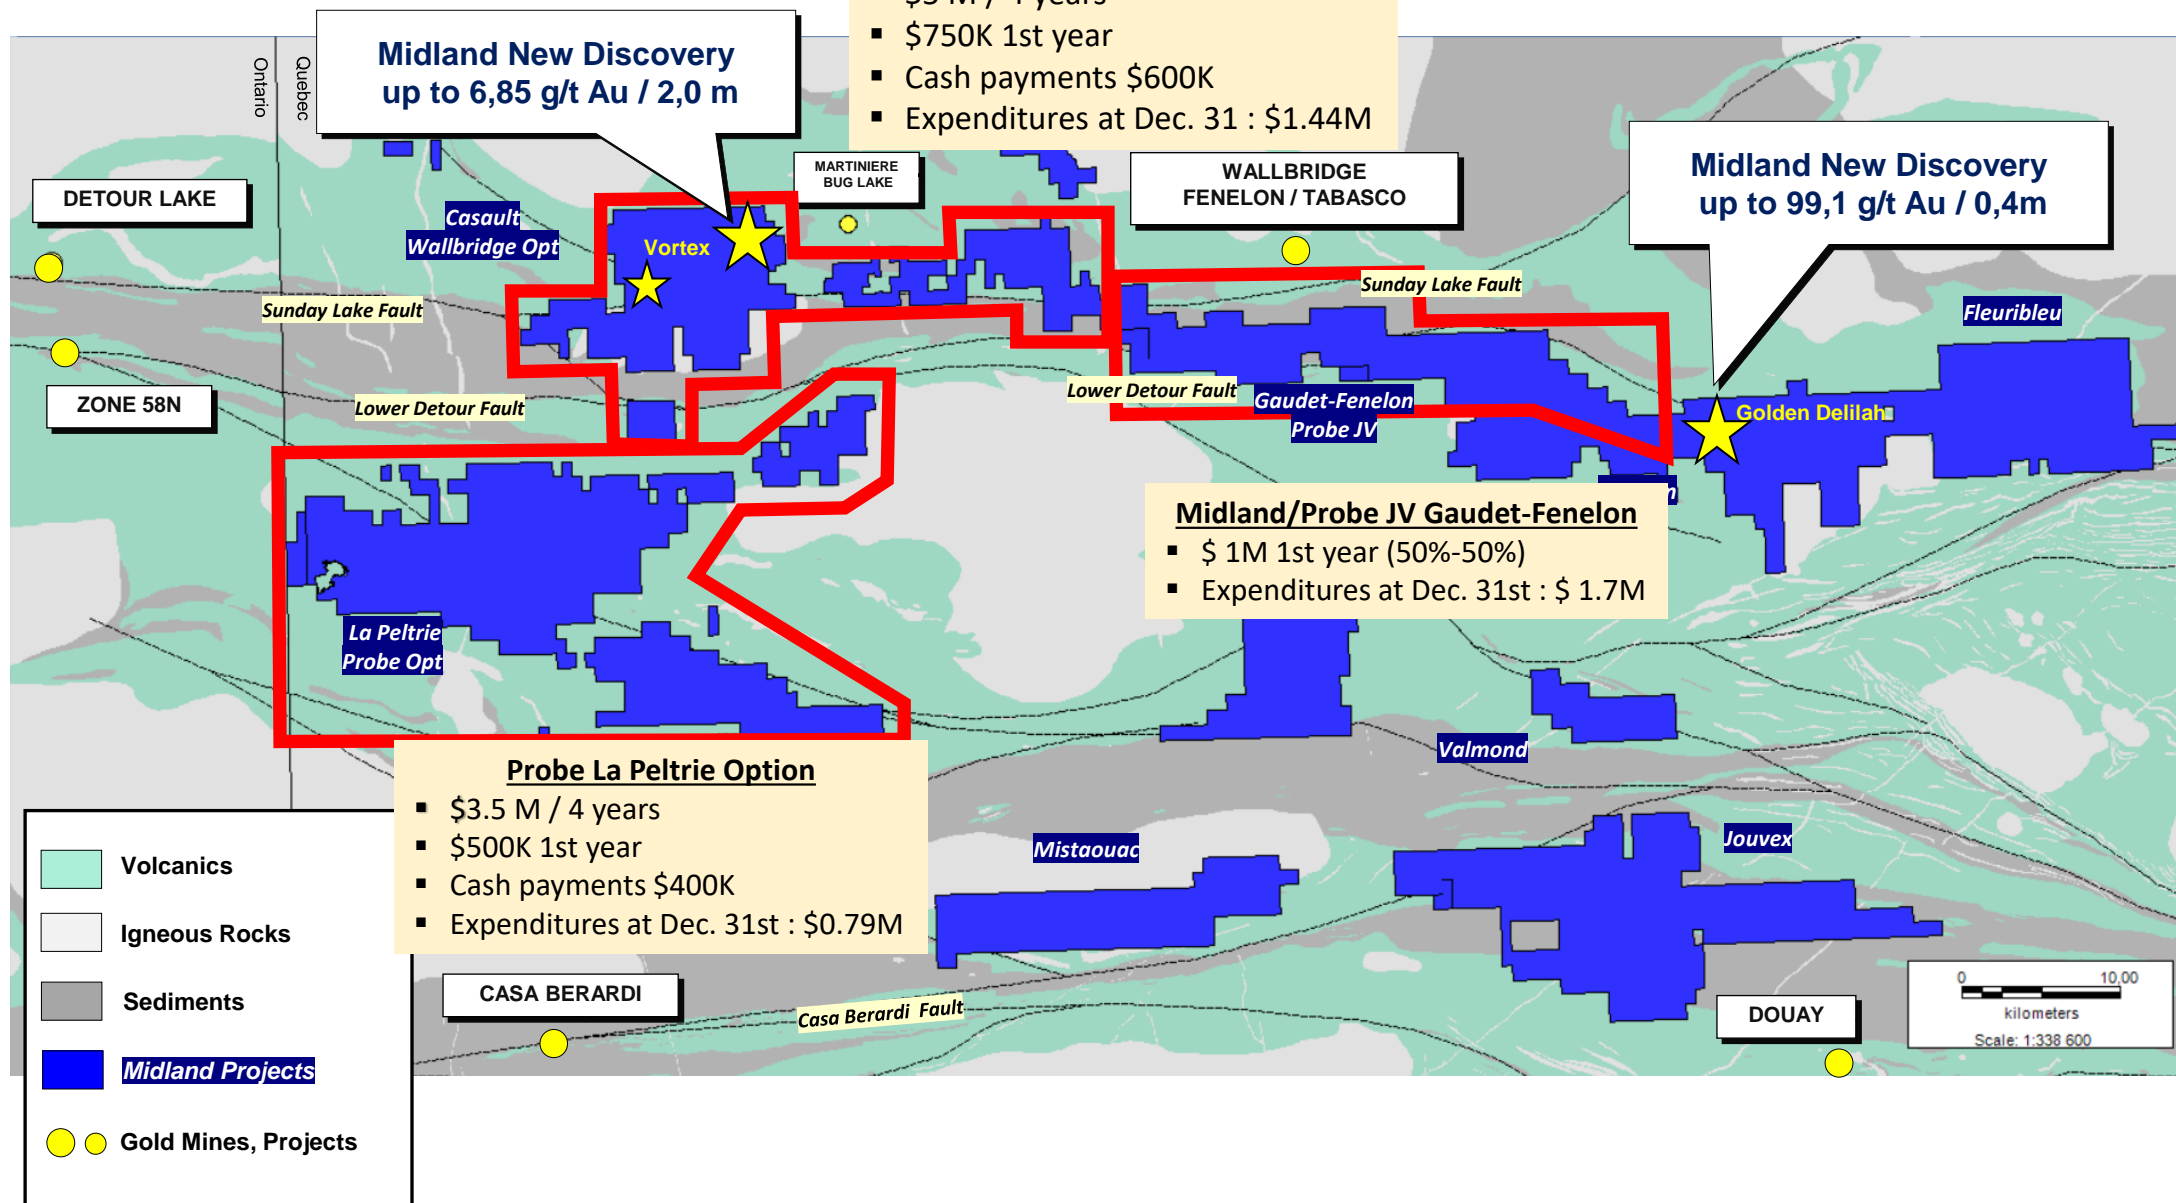 $5 M / 4 years
▪ $750K 1st year
▪ Cash payments $600K
▪ Expenditures at Dec. 31 : $1.44M
Midland New Discovery
up to 6,85 g/t Au / 2,0 m
Ontario
Quebec
MARTINIERE
BUG LAKE
WALLBRIDGE
FENELON / TABASCO
Midland New Discovery
up to 99,1 g/t Au / 0,4m
DETOUR LAKE
Casault
Wallbridge Opt
Vortex
Sunday Lake Fault
Sunday Lake Fault
Fleuribleu
ZONE 58N
Lower Detour Fault
Lower Detour Fault
Gaudet-Fenelon
Probe JV
Golden Delilah
Midland/Probe JV Gaudet-Fenelon
▪ $ 1M 1st year (50%-50%)
▪ Expenditures at Dec. 31st : $ 1.7M
La Peltrie
Probe Opt
Valmond
Probe La Peltrie Option
▪ $3.5 M / 4 years
▪ $500K 1st year
▪ Cash payments $400K
▪ Expenditures at Dec. 31st : $0.79M
Mistaouac
Jouvex
Volcanics
Igneous Rocks
Sediments
Midland Projects
Gold Mines, Projects
CASA BERARDI
Casa Berardi Fault
DOUAY
0 10,00
kilometers
Scale: 1:338 600